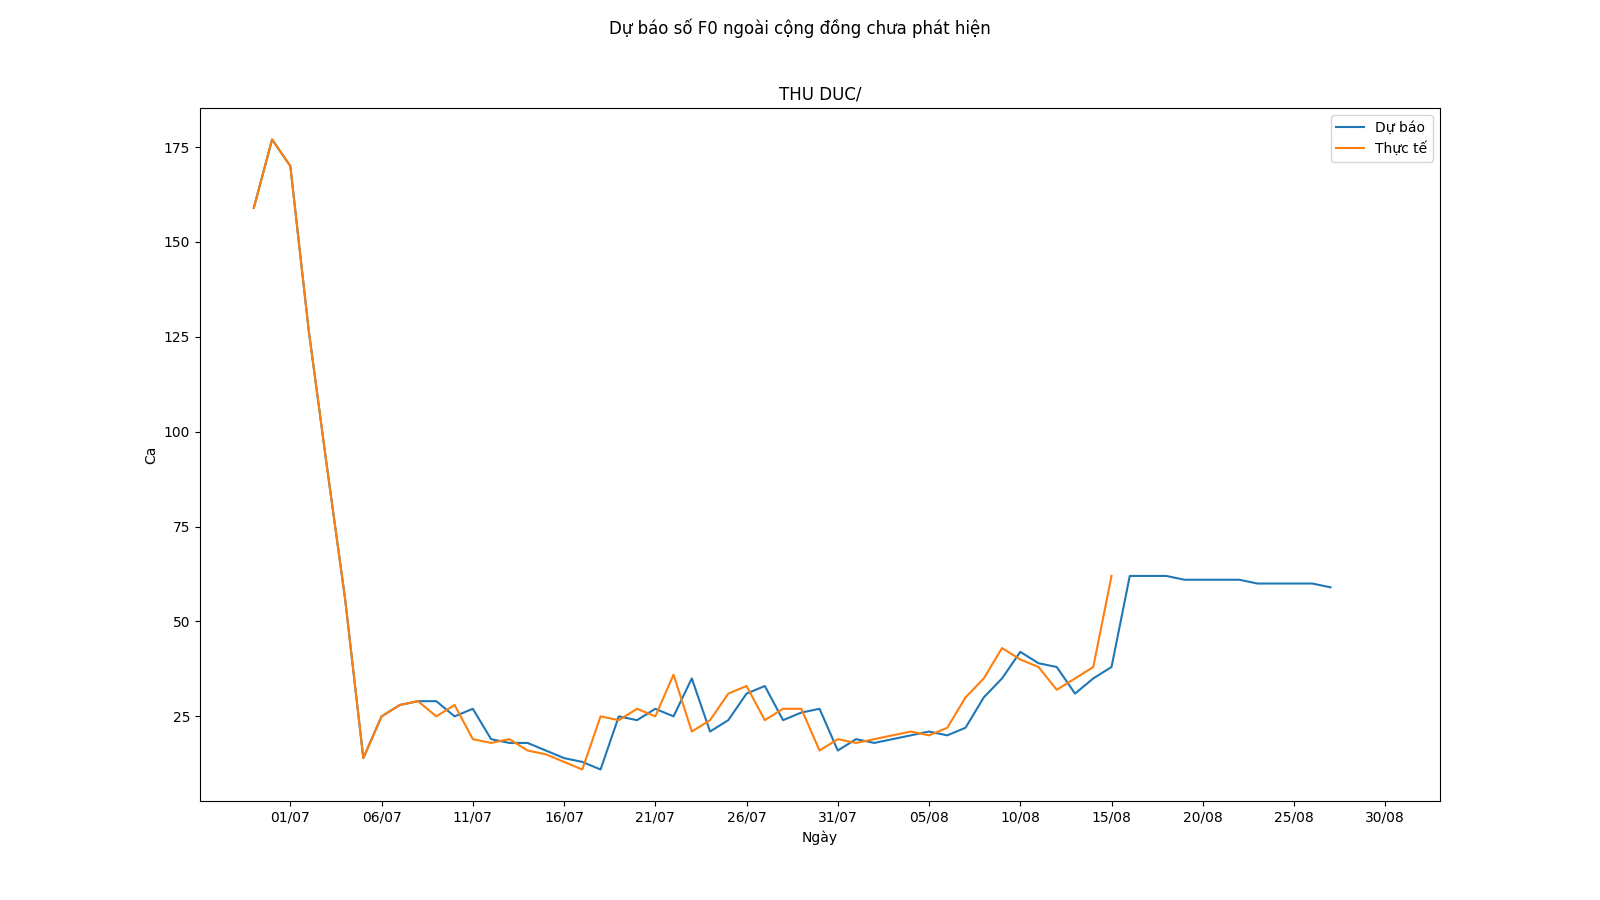 Dự báo số F0 ngoài cộng đồng chưa phát hiện
THU DUC/
Dự báo
Thực tế
175
150
125
100
75
50
25
Ca
01/07 06/07 11/07 16/07 21/07 26/07 31/07 05/08 10/08 15/08 20/08 25/08 30/08
Ngày